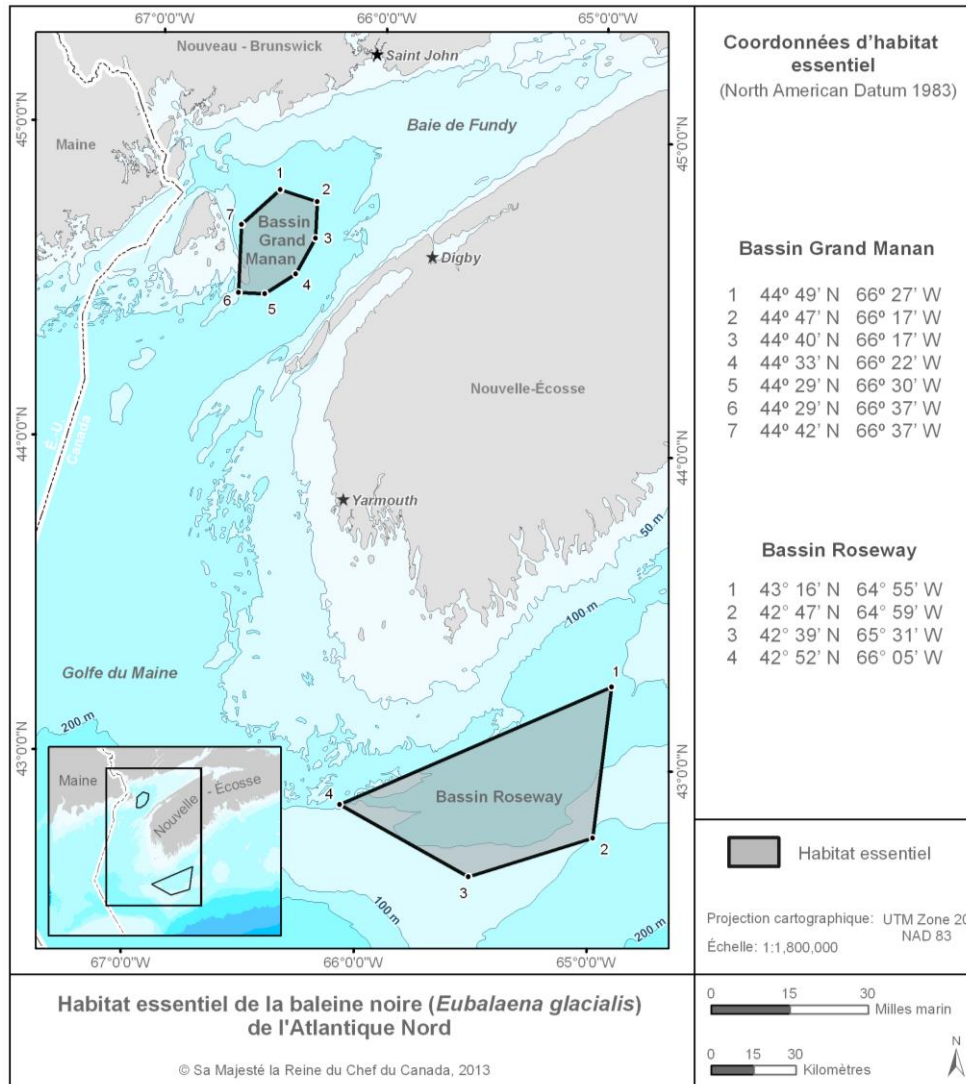 67°0'0"W 66°0'0"W 65°0'0"W
Nouveau - Brunswick
Saint John
45°0'0"N
45°0'0"N
Baie de Fundy
Maine
1
2
7
Bassin
Grand
Manan
3
4
6
5
Digby
Nouvelle-Écosse
É.-U
Canada
44°0'0"N
44°0'0"N
Yarmouth
50 m
100 m
Golfe du Maine
200 m
1
43°0'0"N
43°0'0"N
4
Bassin Roseway
2
3
100 m
200 m
Maine
Nouvelle - Écosse
67°0'0"W 66°0'0"W 65°0'0"W
Coordonnées d'habitat
essentiel
(North American Datum 1983)
Bassin Grand Manan
1 44º 49' N 66º 27' W
2 44º 47' N 66º 17' W
3 44º 40' N 66º 17' W
4 44º 33' N 66º 22' W
5 44º 29' N 66º 30' W
6 44º 29' N 66º 37' W
7 44º 42' N 66º 37' W
Bassin Roseway
1 43° 16' N 64° 55' W
2 42° 47' N 64° 59' W
3 42° 39' N 65° 31' W
4 42° 52' N 66° 05' W
Habitat essentiel
Projection cartographique: UTM Zone 20
NAD 83
Échelle: 1:1,800,000
Habitat essentiel de la baleine noire (Eubalaena glacialis)
de l'Atlantique Nord
© Sa Majesté la Reine du Chef du Canada, 2013
0 15 30
Milles marin
0 15 30
Kilomètres
N